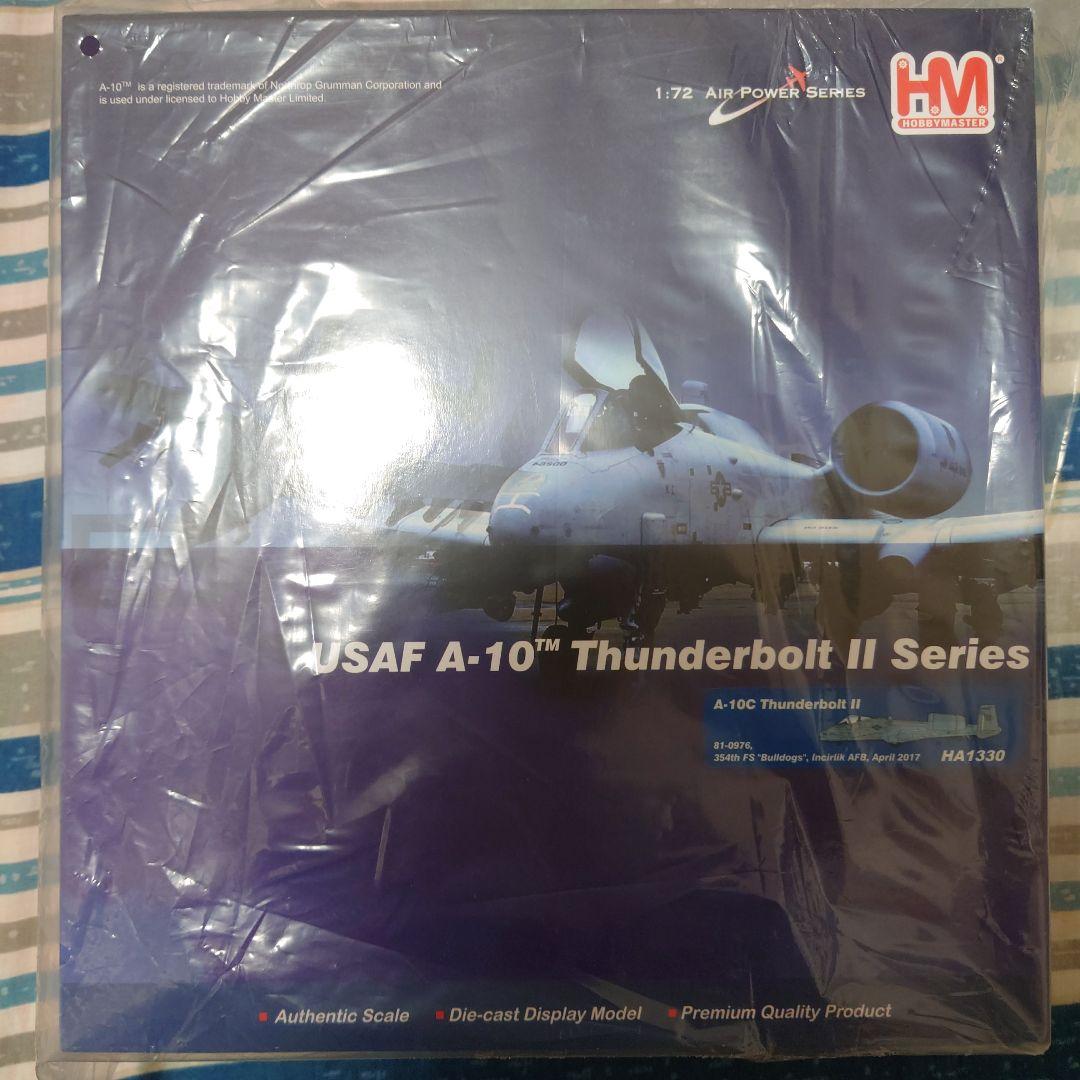 A-10™ is a registered trademark of Northrop Grumman Corporation and
is used under licensed to Hobby Master Limited.
1:72 AIR POWER SERIES
HM®
HOBBYMASTER
USAF A-10™ Thunderbolt II Series
A-10C Thunderbolt II
81-0976,
354th FS "Bulldogs", Incirlik AFB, April 2017
HA1330
▪ Authentic Scale ▪ Die-cast Display Model ▪ Premium Quality Product